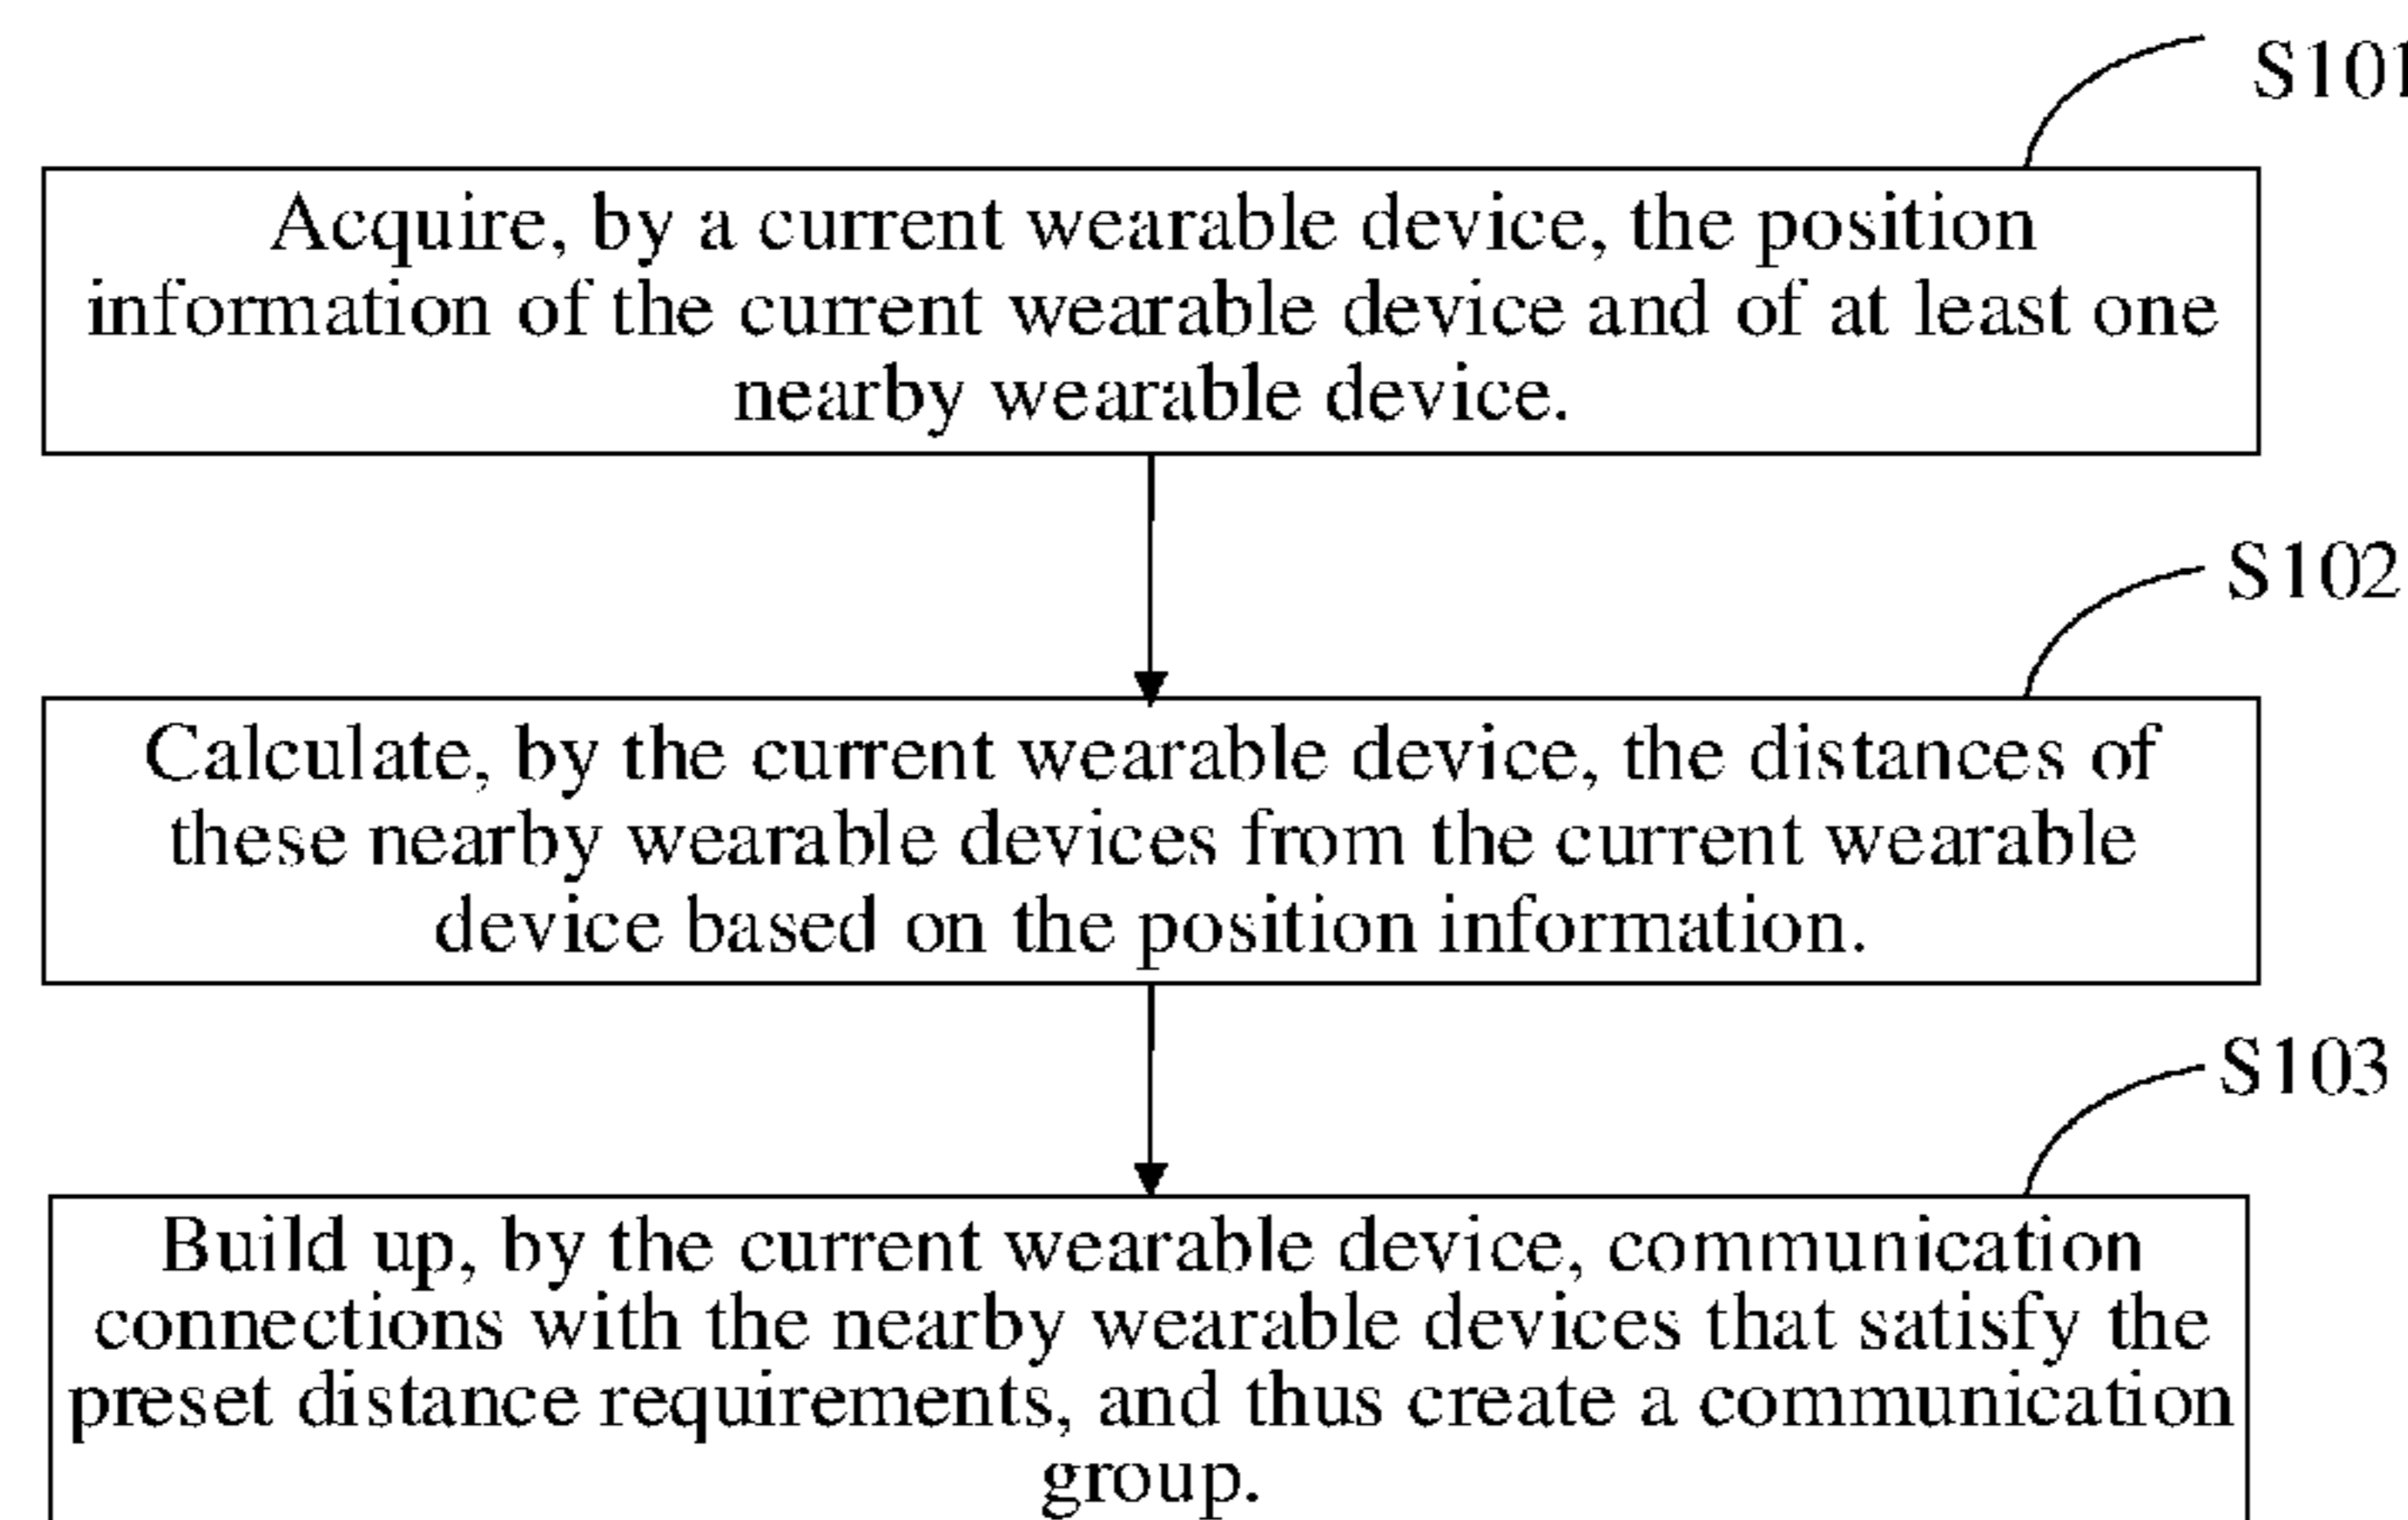 S101
Acquire, by a current wearable device, the position
information of the current wearable device and of at least one
nearby wearable device.
S102
Calculate, by the current wearable device, the distances of
these nearby wearable devices from the current wearable
device based on the position information.
S103
Build up, by the current wearable device, communication
connections with the nearby wearable devices that satisfy the
preset distance requirements, and thus create a communication
group.